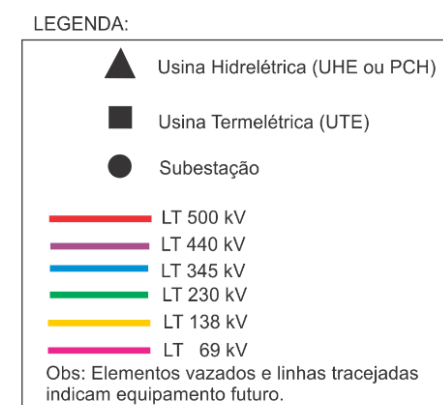 LEGENDA:
Usina Hidrelétrica (UHE ou PCH)
Usina Termelétrica (UTE)
Subestação
LT 500 kV
LT 440 kV
LT 345 kV
LT 230 kV
LT 138 kV
LT 69 kV
Obs: Elementos vazados e linhas tracejadas
indicam equipamento futuro.